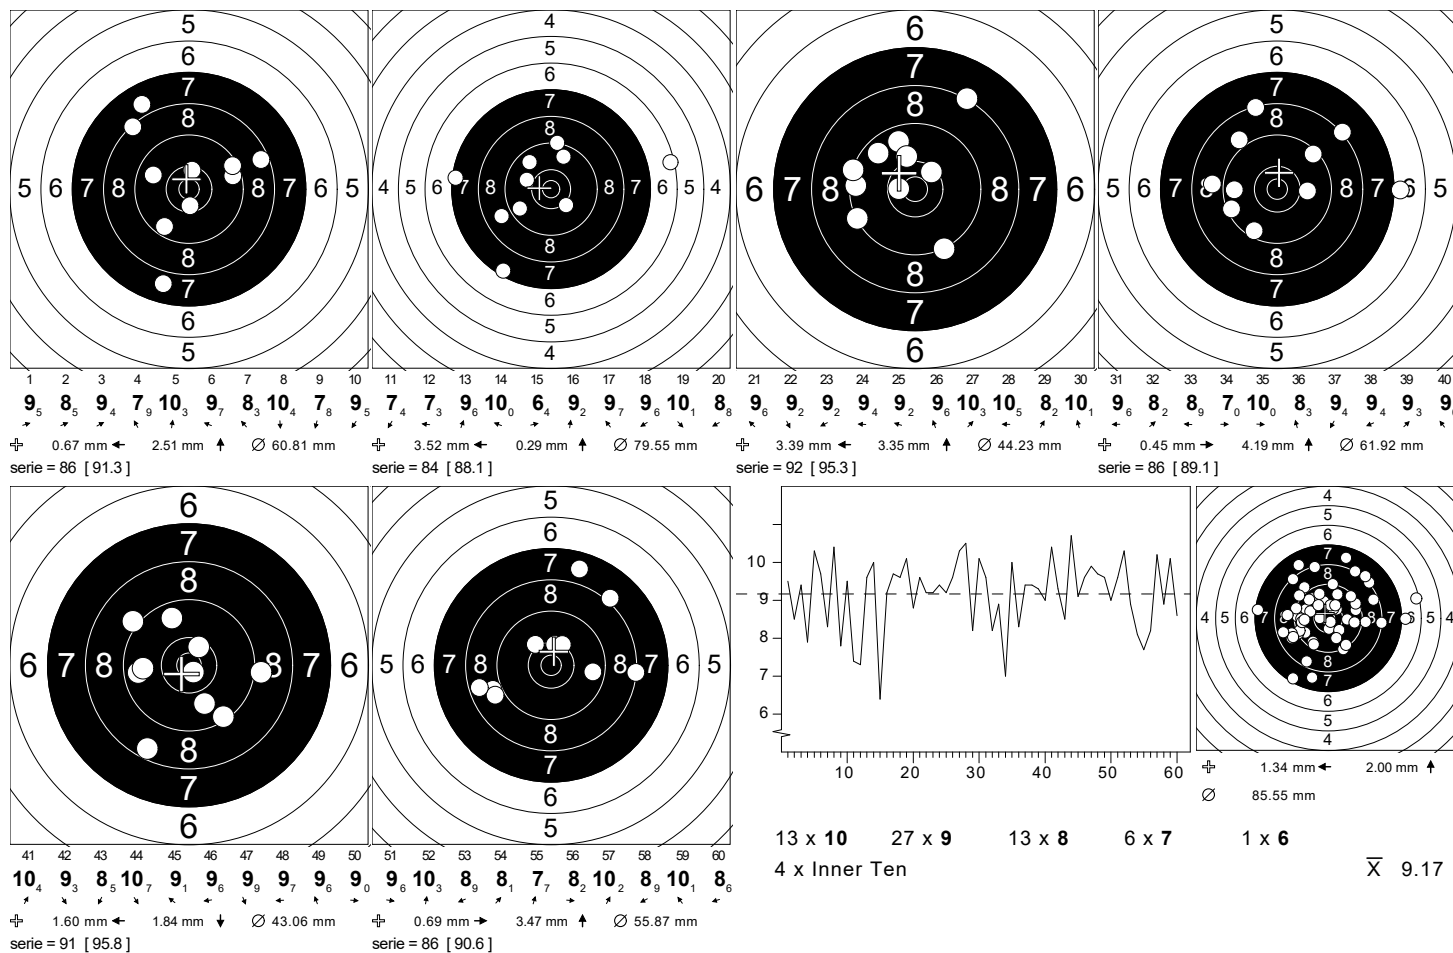 5
6
7
8
5 6 7 8 8 7 6 5
8
7
6
5
1 2 3 4 5 6 7 8 9 10
9₅ 8₅ 9₄ 7₉ 10₃ 9₇ 8₃ 10₄ 7₈ 9₅
0.67 mm ← 2.51 mm ↑ ∅ 60.81 mm
serie = 86 [ 91.3 ]
4
5
6
7
8
4 5 6 7 8 8 7 6 5 4
8
7
6
5
4
11 12 13 14 15 16 17 18 19 20
7₄ 7₃ 9₆ 10₀ 6₄ 9₂ 9₇ 9₆ 10₁ 8₈
3.52 mm ← 0.29 mm ↑ ∅ 79.55 mm
serie = 84 [ 88.1 ]
6
7
8
6 7 8 8 7 6
8
7
6
21 22 23 24 25 26 27 28 29 30
9₆ 9₂ 9₂ 9₄ 9₂ 9₆ 10₃ 10₅ 8₂ 10₁
3.39 mm ← 3.35 mm ↑ ∅ 44.23 mm
serie = 92 [ 95.3 ]
5
6
7
8
5 6 7 8 8 7 6 5
8
7
6
5
31 32 33 34 35 36 37 38 39 40
9₆ 8₂ 8₉ 7₀ 10₀ 8₃ 9₄ 9₄ 9₃ 9
0.45 mm → 4.19 mm ↑ ∅ 61.92 mm
serie = 86 [ 89.1 ]
6
7
8
6 7 8 8 7 6
8
7
6
41 42 43 44 45 46 47 48 49 50
10₄ 9₃ 8₅ 10₇ 9₁ 9₆ 9₉ 9₇ 9₆ 9₀
1.60 mm ← 1.84 mm ↓ ∅ 43.06 mm
serie = 91 [ 95.8 ]
5
6
7
8
5 6 7 8 8 7 6 5
8
7
6
5
51 52 53 54 55 56 57 58 59 60
9₆ 10₃ 8₉ 8₁ 7₇ 8₂ 10₂ 8₉ 10₁ 8₆
0.69 mm → 3.47 mm ↑ ∅ 55.87 mm
serie = 86 [ 90.6 ]
10
9
8
7
6
10 20 30 40 50 60
4
5
6
7
8
4 5 6 7 8 7 6 5 4
8
7
6
5
4
1.34 mm ← 2.00 mm ↑
∅ 85.55 mm
13 x 10 27 x 9 13 x 8 6 x 7 1 x 6
4 x Inner Ten X̅ 9.17